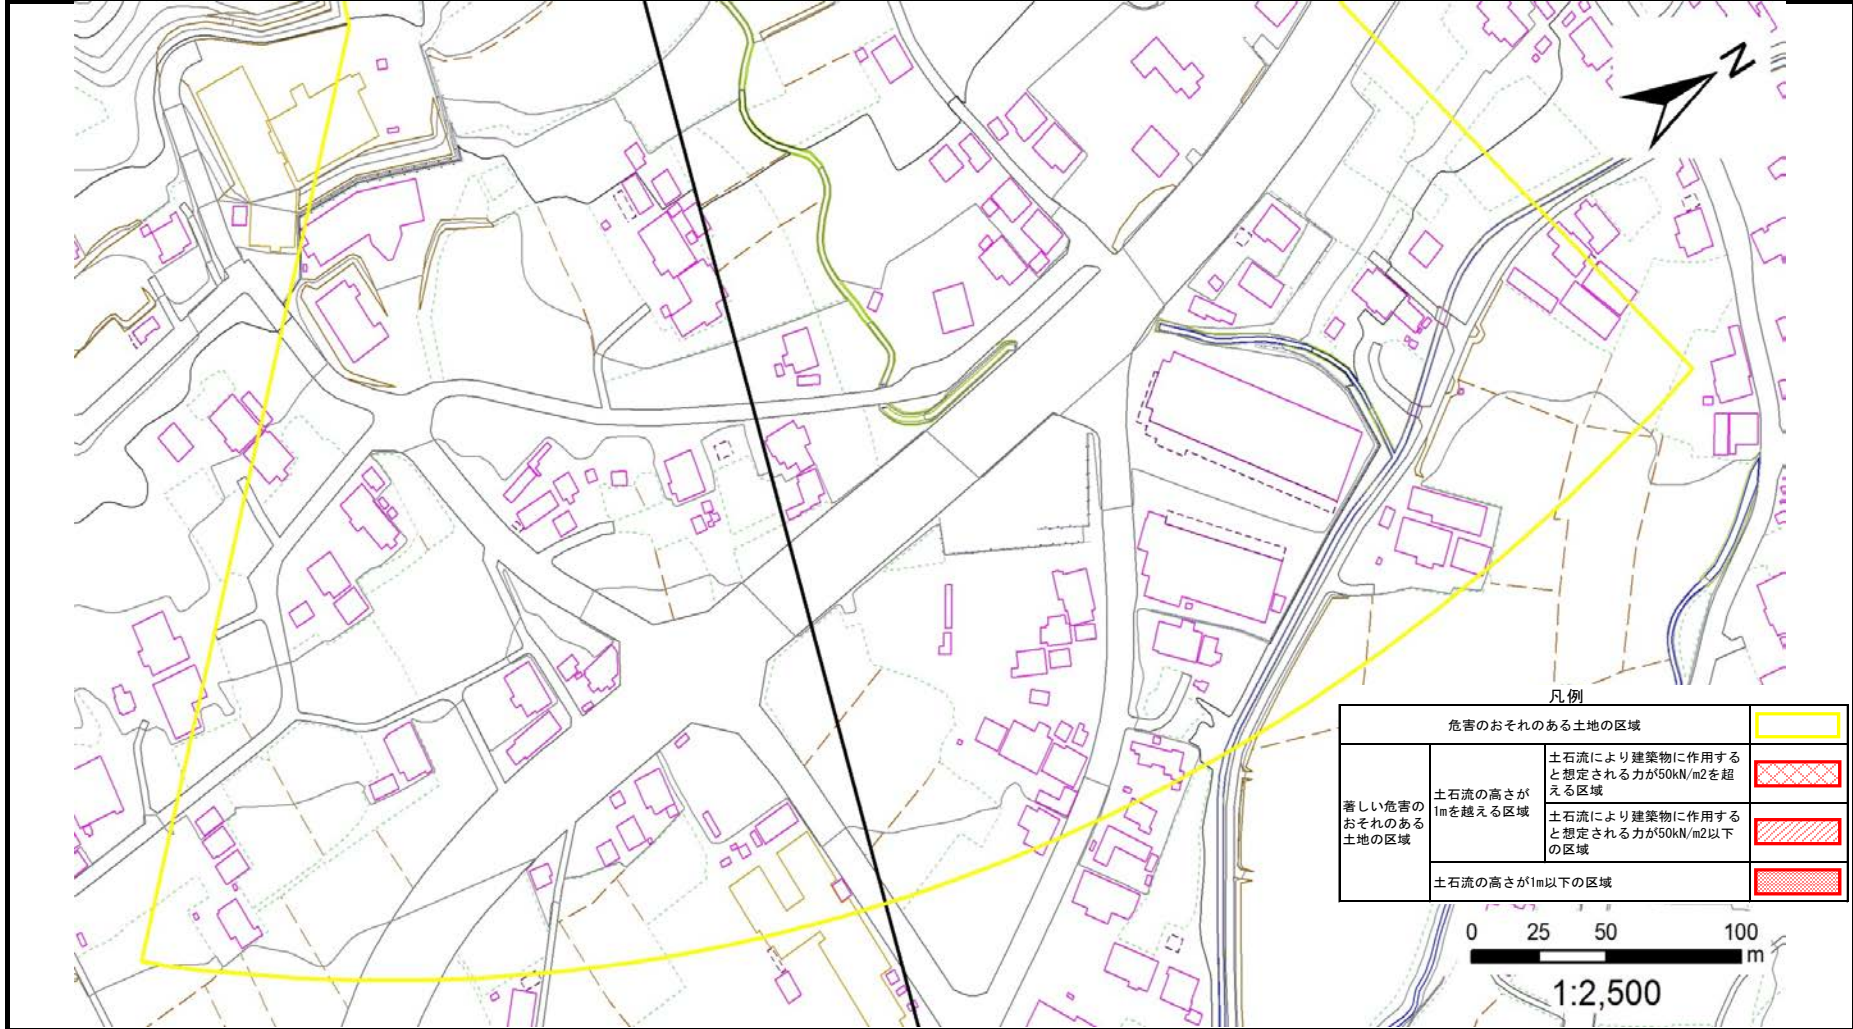 N
凡例
危害のおそれのある土地の区域
著しい危害の
おそれのある
土地の区域
土石流の高さが
1mを越える区域
土石流により建築物に作用する
と想定される力が50kN/m2を超
える区域
土石流により建築物に作用する
と想定される力が50kN/m2以下
の区域
土石流の高さが1m以下の区域
0 25 50 100
m
1:2,500